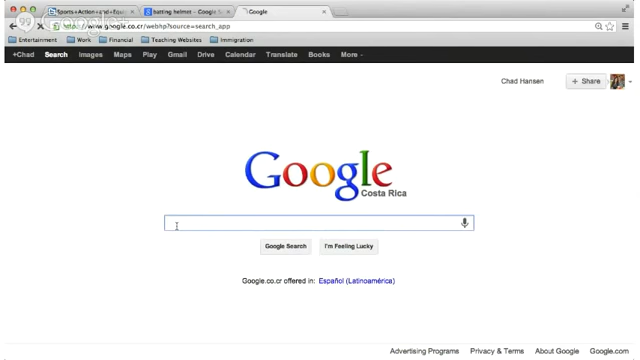 Sports+Action+and+Equi
batting helmet - Google S
Google
www.google.co.cr/webhp?source=search_app
Entertainment Work Financial Teaching Websites Immigration
+Chad Search Images Maps Play Gmail Drive Calendar Translate Books More
Chad Hansen + Share
Google
Costa Rica
Google Search I'm Feeling Lucky
Google.co.cr offered in: Español (Latinoamérica)
Advertising Programs Privacy & Terms About Google Google.com